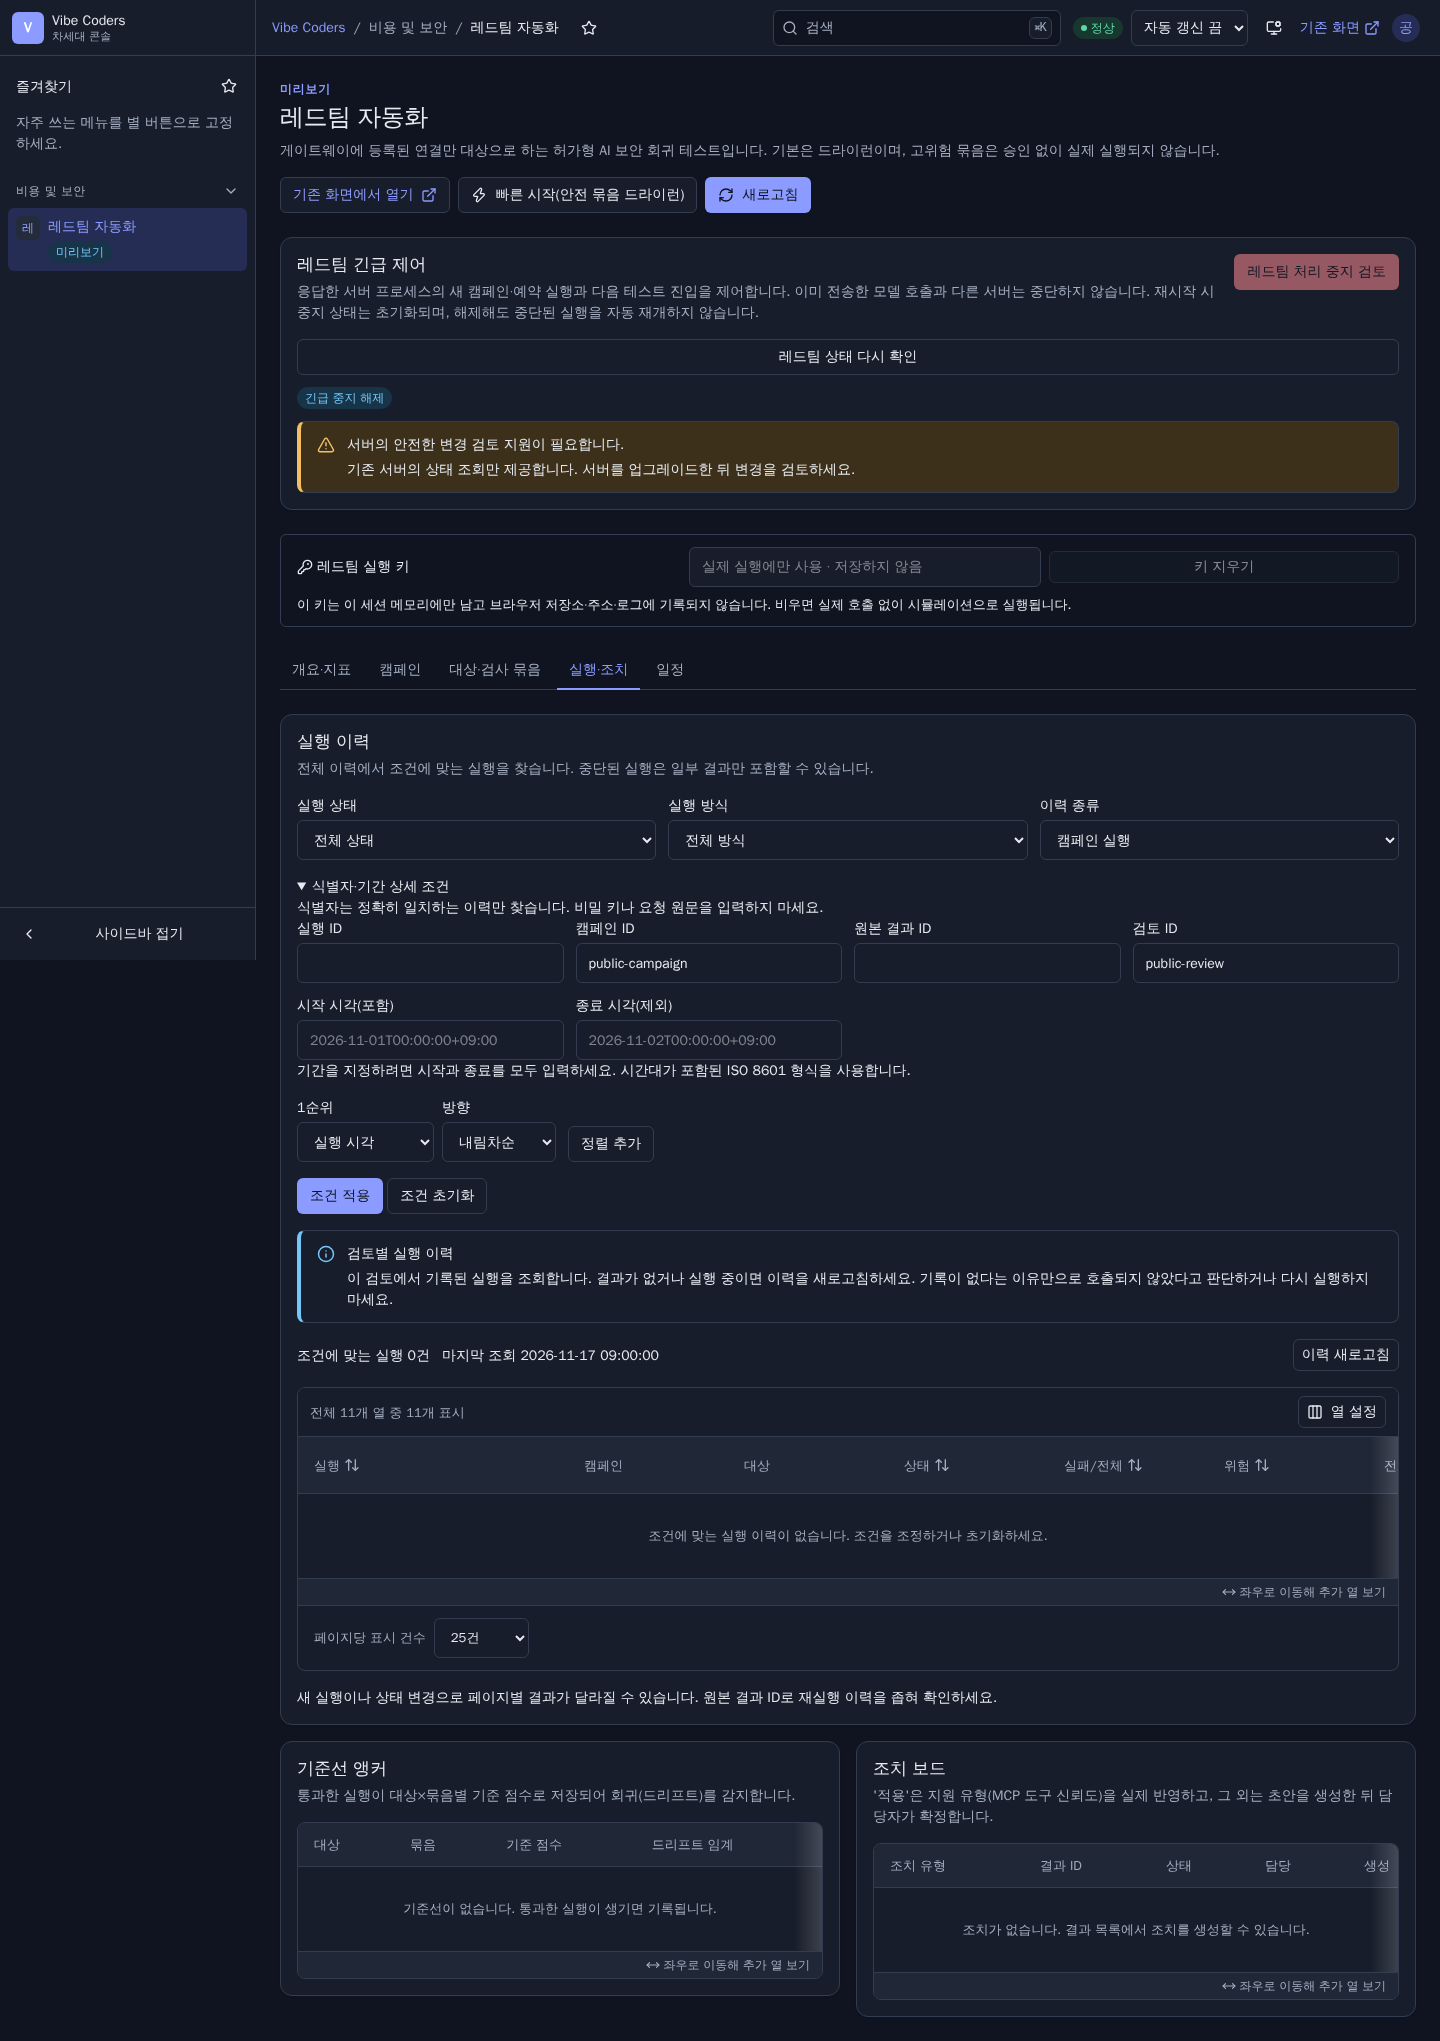 V
Vibe Coders
차세대 콘솔
Vibe Coders / 비용 및 보안 / 레드팀 자동화
검색
⌘K
정상
자동 갱신 끔
기존 화면
공
즐겨찾기
자주 쓰는 메뉴를 별 버튼으로 고정
하세요.
비용 및 보안
레
레드팀 자동화
미리보기
사이드바 접기
미리보기
레드팀 자동화
게이트웨이에 등록된 연결만 대상으로 하는 허가형 AI 보안 회귀 테스트입니다. 기본은 드라이런이며, 고위험 묶음은 승인 없이 실제 실행되지 않습니다.
기존 화면에서 열기
빠른 시작(안전 묶음 드라이런)
새로고침
레드팀 긴급 제어
응답한 서버 프로세스의 새 캠페인·예약 실행과 다음 테스트 진입을 제어합니다. 이미 전송한 모델 호출과 다른 서버는 중단하지 않습니다. 재시작 시
중지 상태는 초기화되며, 해제해도 중단된 실행을 자동 재개하지 않습니다.
레드팀 처리 중지 검토
레드팀 상태 다시 확인
긴급 중지 해제
서버의 안전한 변경 검토 지원이 필요합니다.
기존 서버의 상태 조회만 제공합니다. 서버를 업그레이드한 뒤 변경을 검토하세요.
레드팀 실행 키
실제 실행에만 사용 · 저장하지 않음
키 지우기
이 키는 이 세션 메모리에만 남고 브라우저 저장소·주소·로그에 기록되지 않습니다. 비우면 실제 호출 없이 시뮬레이션으로 실행됩니다.
개요·지표
캠페인
대상·검사 묶음
실행·조치
일정
실행 이력
전체 이력에서 조건에 맞는 실행을 찾습니다. 중단된 실행은 일부 결과만 포함할 수 있습니다.
실행 상태
실행 방식
이력 종류
전체 상태
전체 방식
캠페인 실행
▼ 식별자·기간 상세 조건
식별자는 정확히 일치하는 이력만 찾습니다. 비밀 키나 요청 원문을 입력하지 마세요.
실행 ID
캠페인 ID
원본 결과 ID
검토 ID
public-campaign
public-review
시작 시각(포함)
종료 시각(제외)
2026-11-01T00:00:00+09:00
2026-11-02T00:00:00+09:00
기간을 지정하려면 시작과 종료를 모두 입력하세요. 시간대가 포함된 ISO 8601 형식을 사용합니다.
1순위
방향
실행 시각
내림차순
정렬 추가
조건 적용
조건 초기화
검토별 실행 이력
이 검토에서 기록된 실행을 조회합니다. 결과가 없거나 실행 중이면 이력을 새로고침하세요. 기록이 없다는 이유만으로 호출되지 않았다고 판단하거나 다시 실행하지
마세요.
조건에 맞는 실행 0건
마지막 조회 2026-11-17 09:00:00
이력 새로고침
전체 11개 열 중 11개 표시
열 설정
실행
캠페인
대상
상태
실패/전체
위험
전
조건에 맞는 실행 이력이 없습니다. 조건을 조정하거나 초기화하세요.
↔ 좌우로 이동해 추가 열 보기
페이지당 표시 건수
25건
새 실행이나 상태 변경으로 페이지별 결과가 달라질 수 있습니다. 원본 결과 ID로 재실행 이력을 좁혀 확인하세요.
기준선 앵커
통과한 실행이 대상×묶음별 기준 점수로 저장되어 회귀(드리프트)를 감지합니다.
대상
묶음
기준 점수
드리프트 임계
기준선이 없습니다. 통과한 실행이 생기면 기록됩니다.
↔ 좌우로 이동해 추가 열 보기
조치 보드
'적용'은 지원 유형(MCP 도구 신뢰도)을 실제 반영하고, 그 외는 초안을 생성한 뒤 담
당자가 확정합니다.
조치 유형
결과 ID
상태
담당
생성
조치가 없습니다. 결과 목록에서 조치를 생성할 수 있습니다.
↔ 좌우로 이동해 추가 열 보기